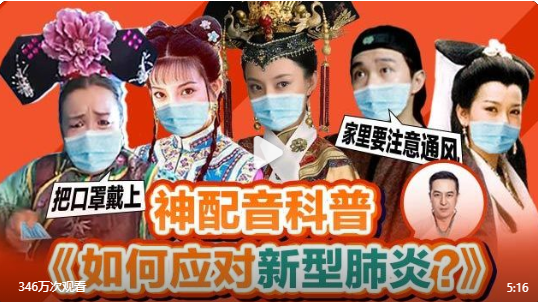 把口罩戴上
家里要注意通风
神配音科普
《如何应对新型肺炎?》
346万次观看
5:16